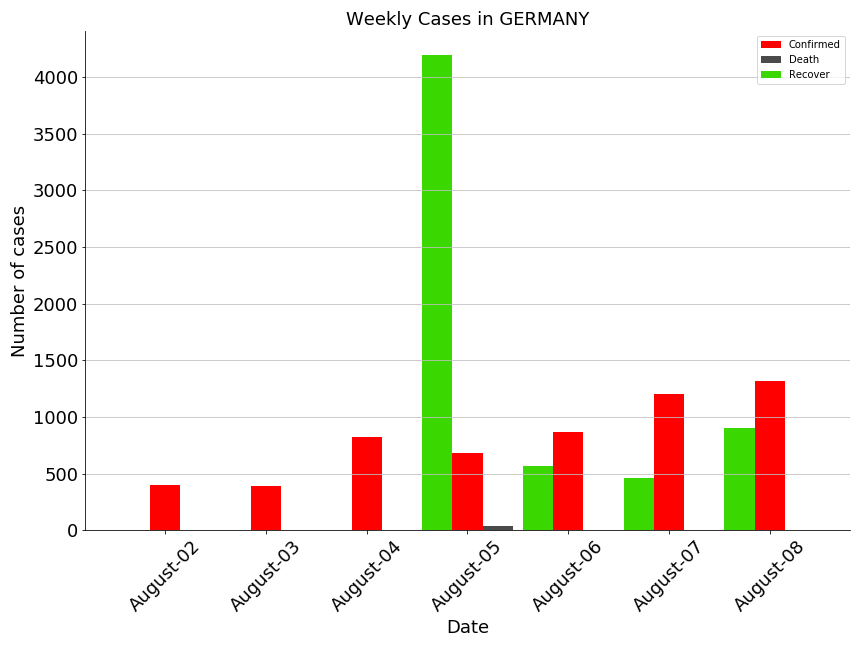 Weekly Cases in GERMANY
Confirmed
Death
Recover
Number of cases
4000
3500
3000
2500
2000
1500
1000
500
0
August-02
August-03
August-04
August-05
August-06
August-07
August-08
Date